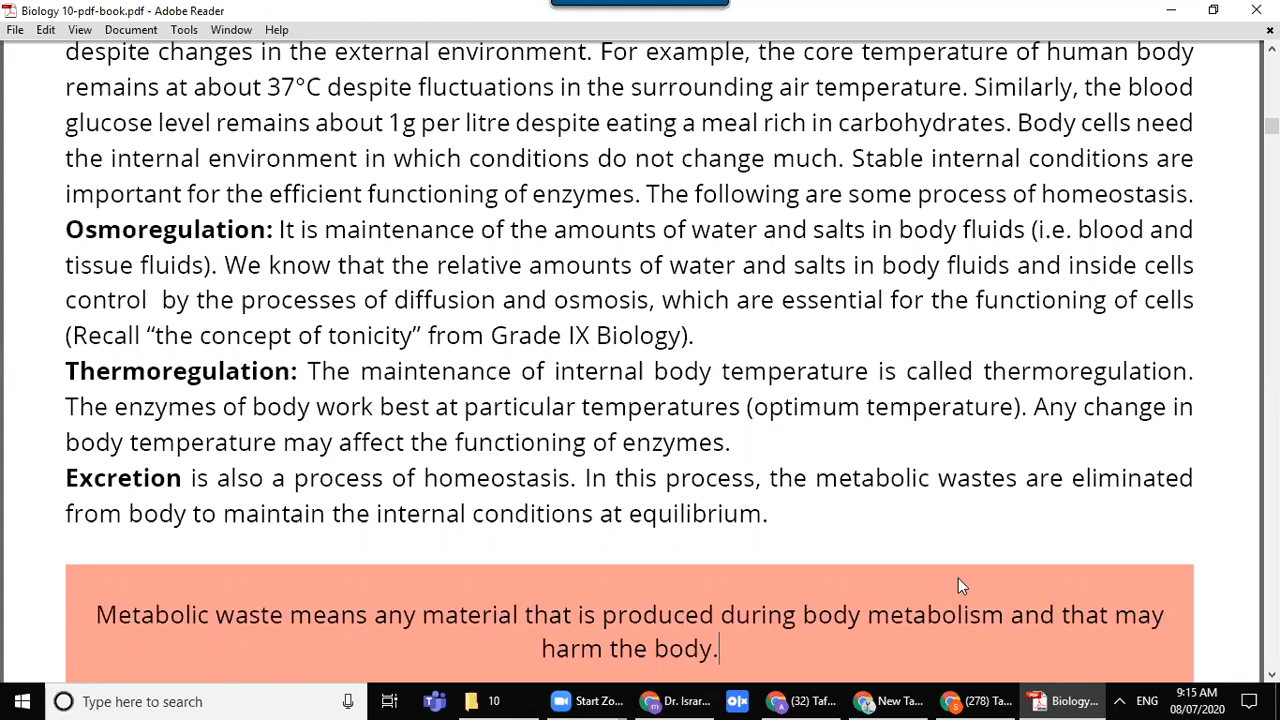 Biology 10-pdf-book.pdf - Adobe Reader
File Edit View Document Tools Window Help
despite changes in the external environment. For example, the core temperature of human body
remains at about 37°C despite fluctuations in the surrounding air temperature. Similarly, the blood
glucose level remains about 1g per litre despite eating a meal rich in carbohydrates. Body cells need
the internal environment in which conditions do not change much. Stable internal conditions are
important for the efficient functioning of enzymes. The following are some process of homeostasis.
Osmoregulation: It is maintenance of the amounts of water and salts in body fluids (i.e. blood and
tissue fluids). We know that the relative amounts of water and salts in body fluids and inside cells
control by the processes of diffusion and osmosis, which are essential for the functioning of cells
(Recall “the concept of tonicity” from Grade IX Biology).
Thermoregulation: The maintenance of internal body temperature is called thermoregulation.
The enzymes of body work best at particular temperatures (optimum temperature). Any change in
body temperature may affect the functioning of enzymes.
Excretion is also a process of homeostasis. In this process, the metabolic wastes are eliminated
from body to maintain the internal conditions at equilibrium.
Metabolic waste means any material that is produced during body metabolism and that may
harm the body.
Type here to search 10 Start Zo... Dr. Israr... (32) Taf... New Ta... (278) Ta... Biology... ENG 9:15 AM
08/07/2020